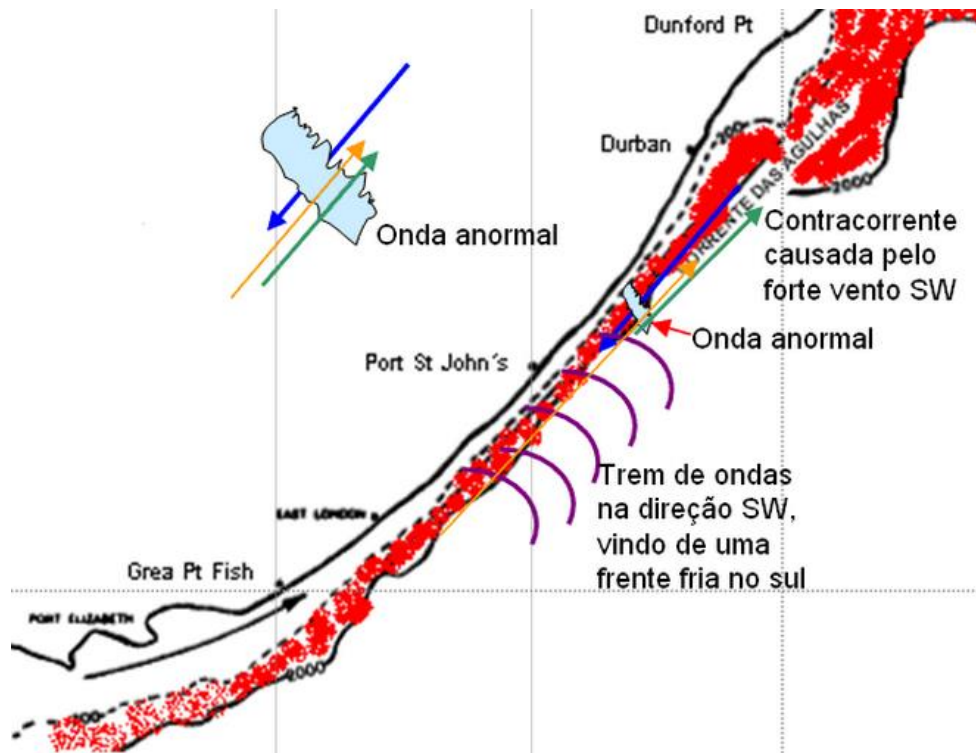 Dunford Pt
200
Durban
CORRENTE DAS AGULHAS
2000
Contracorrente
causada pelo
forte vento SW
Onda anormal
Onda anormal
Port St John´s
Trem de ondas
na direção SW,
vindo de uma
frente fria no sul
EAST LONDON
Grea Pt Fish
PORT ELIZABETH
2000